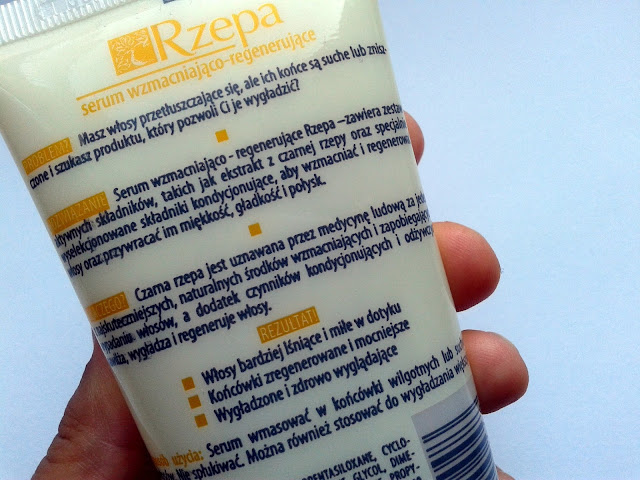 Rzepa
serum wzmacniająco-regenerujące
Masz włosy przetłuszczające się, ale ich końce są suche lub znisz-
czone i szukasz produktu, który pozwoli Ci je wygładzić?
Serum wzmacniająco - regenerujące Rzepa –zawiera zestaw
aktywnych składników, takich jak ekstrakt z czarnej rzepy oraz specjalnie
wyselekcjonowane składniki kondycjonujące, aby wzmacniać i regenerować
włosy oraz przywracać im miękkość, gładkość i połysk.
Czarna rzepa jest uznawana przez medycynę ludową za jeden
najskuteczniejszych, naturalnych środków wzmacniających i zapobiegających
wypadaniu włosów, a dodatek czynników kondycjonujących i odżywczych
wygładza i regeneruje włosy.
REZULTAT!
Włosy bardziej lśniące i miłe w dotyku
Końcówki zregenerowane i mocniejsze
Wygładzone i zdrowo wyglądające
użycia: Serum wmasować w końcówki wilgotnych lub
Nie spłukiwać. Można również stosować do wygładzania
CYCLO-
GLYCOL, DIME-